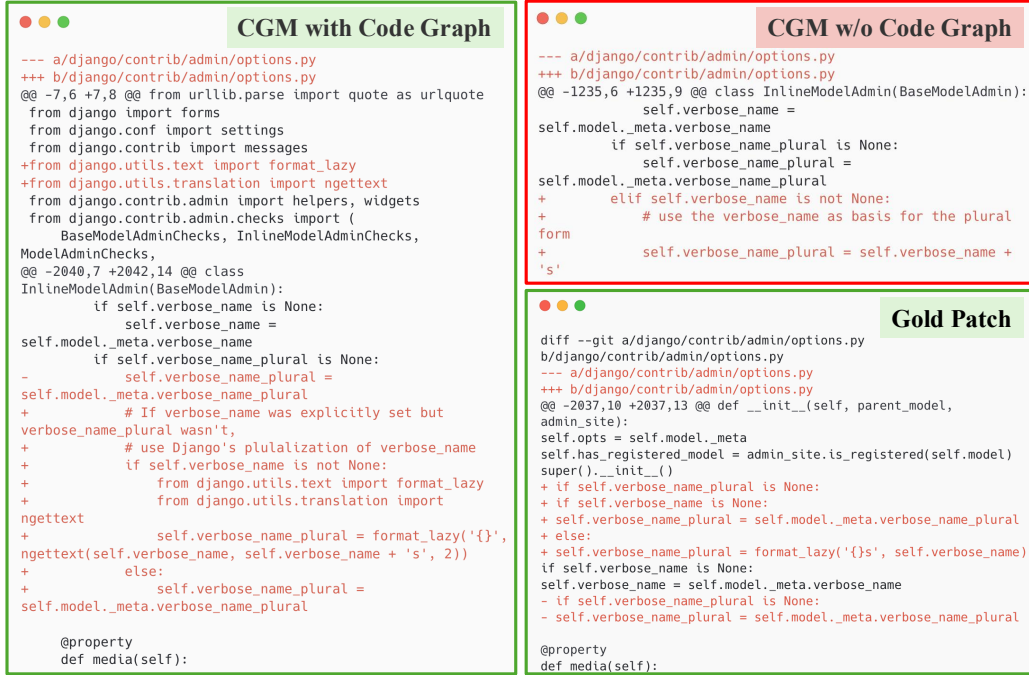 CGM with Code Graph
--- a/django/contrib/admin/options.py
+++ b/django/contrib/admin/options.py
@@ -7,6 +7,8 @@ from urllib.parse import quote as urlquote
 from django import forms
 from django.conf import settings
 from django.contrib import messages
+from django.utils.text import format_lazy
+from django.utils.translation import ngettext
 from django.contrib.admin import helpers, widgets
 from django.contrib.admin.checks import (
     BaseModelAdminChecks, InlineModelAdminChecks,
ModelAdminChecks,
@@ -2040,7 +2042,14 @@ class
InlineModelAdmin(BaseModelAdmin):
         if self.verbose_name is None:
             self.verbose_name =
self.model._meta.verbose_name
         if self.verbose_name_plural is None:
-            self.verbose_name_plural =
self.model._meta.verbose_name_plural
+            # If verbose_name was explicitly set but
verbose_name_plural wasn't,
+            # use Django's plulalization of verbose_name
+            if self.verbose_name is not None:
+                from django.utils.text import format_lazy
+                from django.utils.translation import
ngettext
+                self.verbose_name_plural = format_lazy('{}',
ngettext(self.verbose_name, self.verbose_name + 's', 2))
+            else:
+                self.verbose_name_plural =
self.model._meta.verbose_name_plural
     @property
     def media(self):
CGM w/o Code Graph
--- a/django/contrib/admin/options.py
+++ b/django/contrib/admin/options.py
@@ -1235,6 +1235,9 @@ class InlineModelAdmin(BaseModelAdmin):
             self.verbose_name =
self.model._meta.verbose_name
         if self.verbose_name_plural is None:
             self.verbose_name_plural =
self.model._meta.verbose_name_plural
+        elif self.verbose_name is not None:
+            # use the verbose_name as basis for the plural
form
+            self.verbose_name_plural = self.verbose_name +
's'
Gold Patch
diff --git a/django/contrib/admin/options.py
b/django/contrib/admin/options.py
--- a/django/contrib/admin/options.py
+++ b/django/contrib/admin/options.py
@@ -2037,10 +2037,13 @@ def __init__(self, parent_model,
admin_site):
self.opts = self.model._meta
self.has_registered_model = admin_site.is_registered(self.model)
super().__init__()
+ if self.verbose_name_plural is None:
+ if self.verbose_name is None:
+ self.verbose_name_plural = self.model._meta.verbose_name_plural
+ else:
+ self.verbose_name_plural = format_lazy('{}s', self.verbose_name)
if self.verbose_name is None:
self.verbose_name = self.model._meta.verbose_name
- if self.verbose_name_plural is None:
- self.verbose_name_plural = self.model._meta.verbose_name_plural
@property
def media(self):